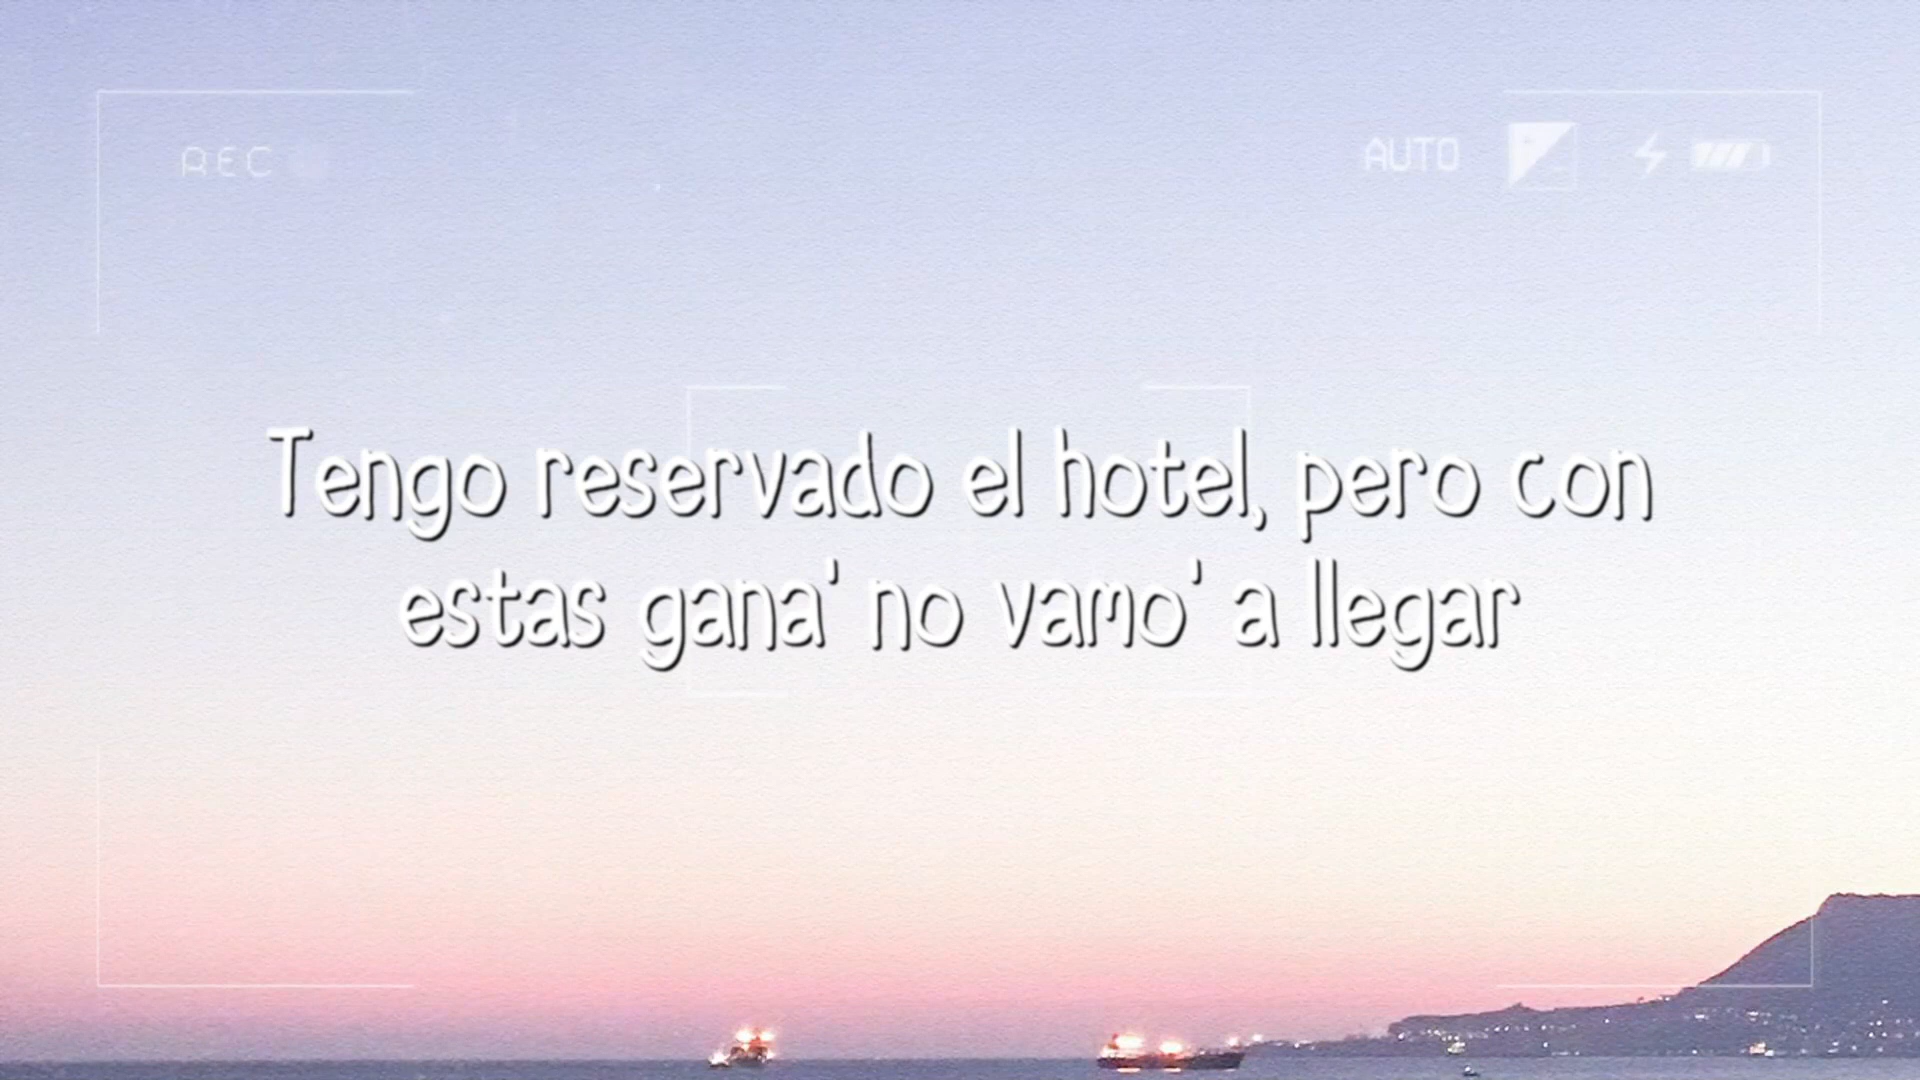 REC
AUTO
Tengo reservado el hotel, pero con
estas gana' no vamo' a llegar